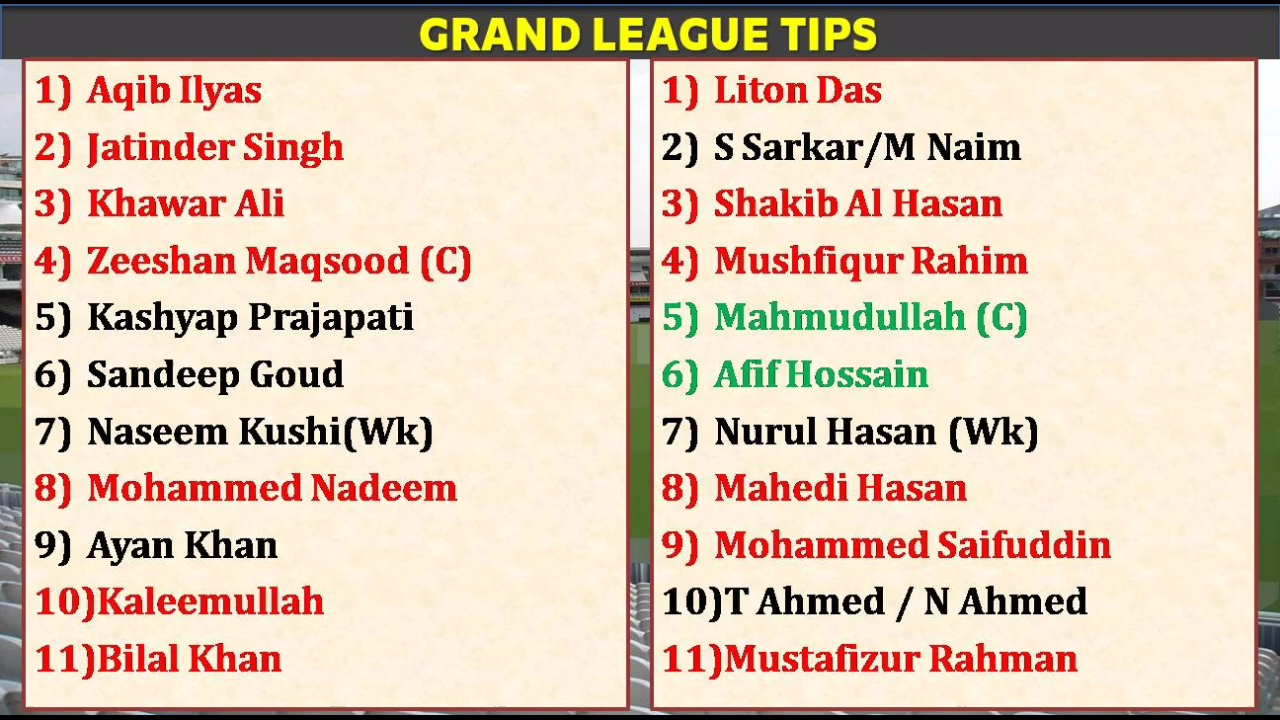 GRAND LEAGUE TIPS
1) Aqib Ilyas
2) Jatinder Singh
3) Khawar Ali
4) Zeeshan Maqsood (C)
5) Kashyap Prajapati
6) Sandeep Goud
7) Naseem Kushi(Wk)
8) Mohammed Nadeem
9) Ayan Khan
10)Kaleemullah
11)Bilal Khan
1) Liton Das
2) S Sarkar/M Naim
3) Shakib Al Hasan
4) Mushfiqur Rahim
5) Mahmudullah (C)
6) Afif Hossain
7) Nurul Hasan (Wk)
8) Mahedi Hasan
9) Mohammed Saifuddin
10)T Ahmed / N Ahmed
11)Mustafizur Rahman